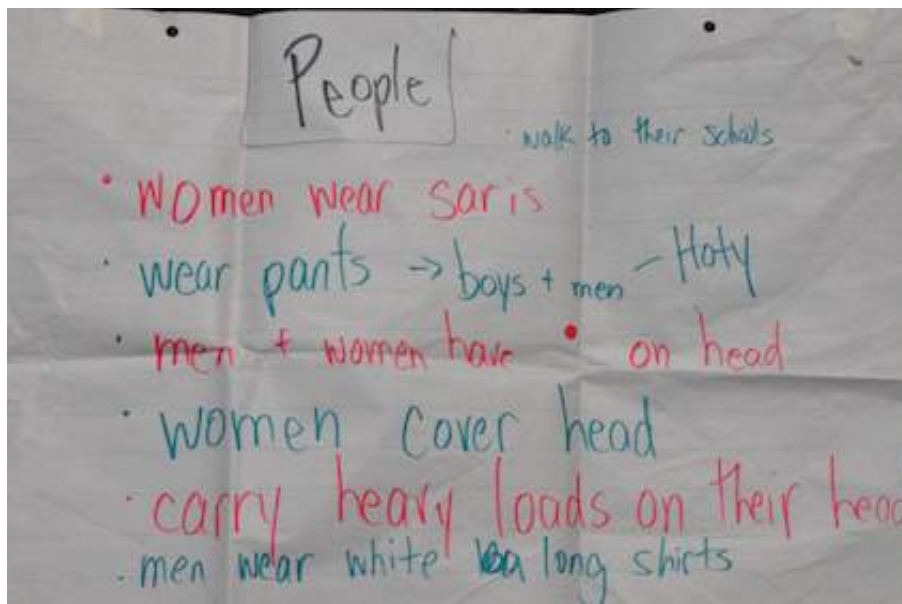 People
· walk to their schools
· women wear saris
· wear pants → boys + men – Hoty
· men + women have • on head
· women cover head
· carry heavy loads on their head
· men wear white long shirts